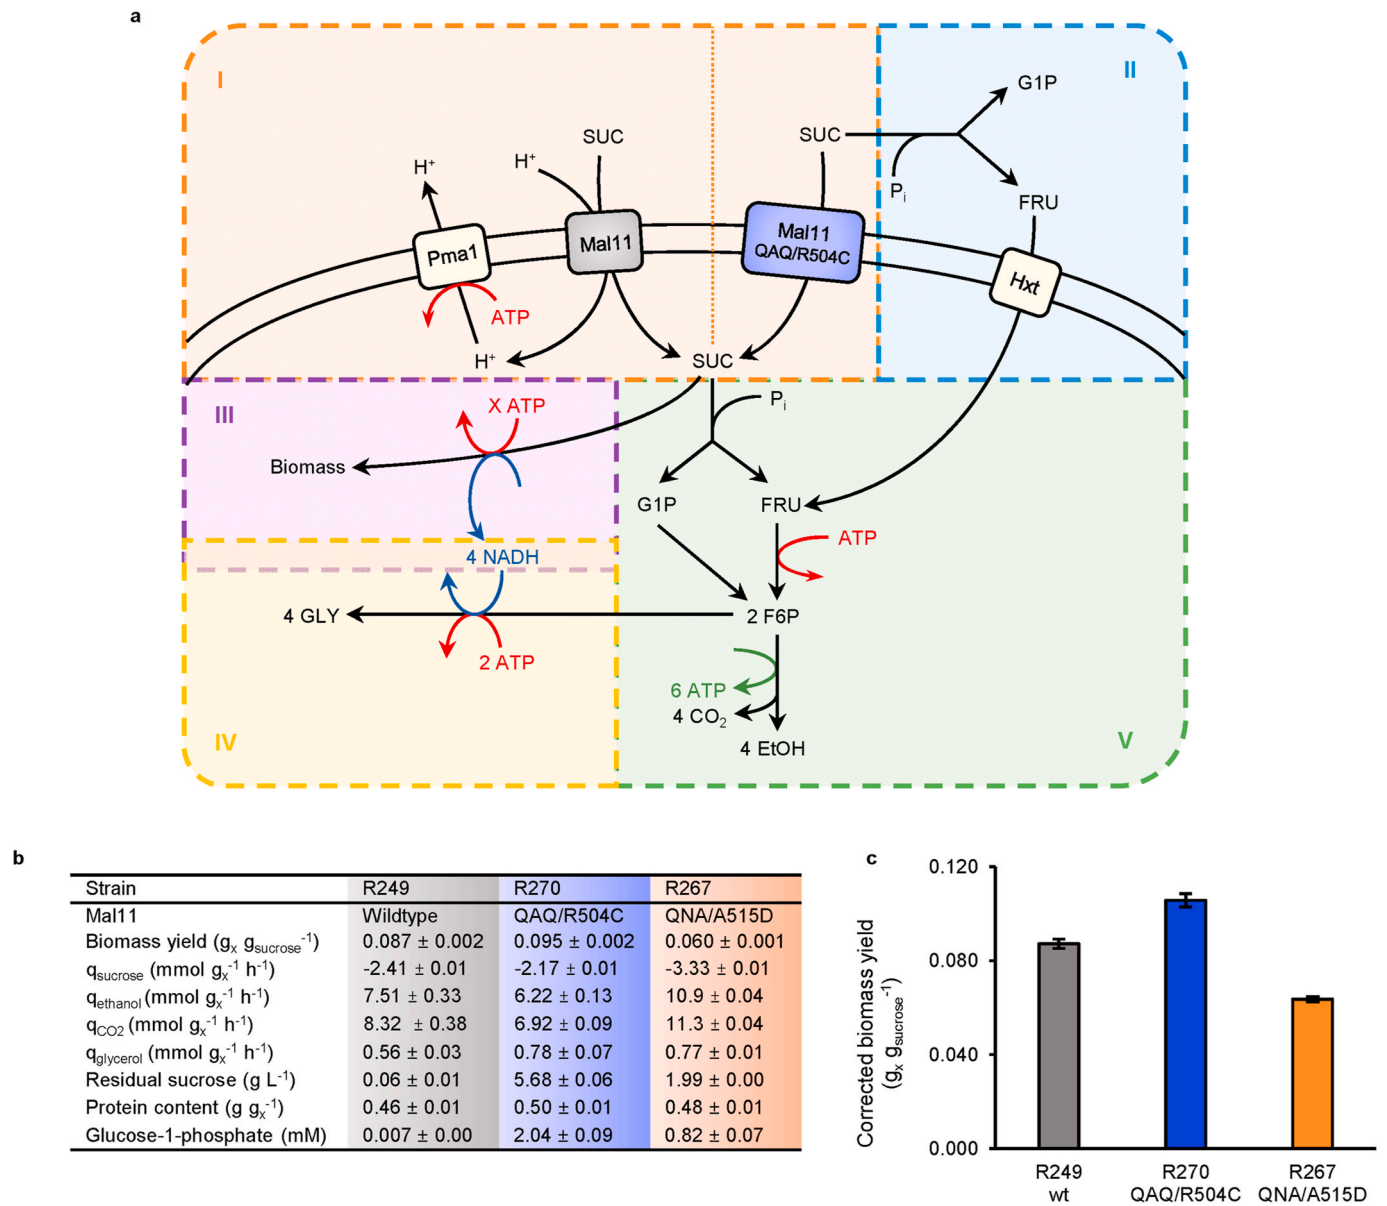 a
I
II
G1P
SUC
SUC
H+
H+
Pi
FRU
Pma1
Mal11
Mal11
QAQ/R504C
Hxt
ATP
H+
SUC
III
X ATP
Pi
Biomass
G1P
FRU
ATP
4 NADH
4 GLY
2 F6P
2 ATP
6 ATP
4 CO2
4 EtOH
IV
V
b
Strain R249 R270 R267
Mal11 Wildtype QAQ/R504C QNA/A515D
Biomass yield (gx gsucrose-1) 0.087 ± 0.002 0.095 ± 0.002 0.060 ± 0.001
qsucrose (mmol gx-1 h-1) -2.41 ± 0.01 -2.17 ± 0.01 -3.33 ± 0.01
qethanol (mmol gx-1 h-1) 7.51 ± 0.33 6.22 ± 0.13 10.9 ± 0.04
qCO2 (mmol gx-1 h-1) 8.32 ± 0.38 6.92 ± 0.09 11.3 ± 0.04
qglycerol (mmol gx-1 h-1) 0.56 ± 0.03 0.78 ± 0.07 0.77 ± 0.01
Residual sucrose (g L-1) 0.06 ± 0.01 5.68 ± 0.06 1.99 ± 0.00
Protein content (g gx-1) 0.46 ± 0.01 0.50 ± 0.01 0.48 ± 0.01
Glucose-1-phosphate (mM) 0.007 ± 0.00 2.04 ± 0.09 0.82 ± 0.07
c
Corrected biomass yield
(gx gsucrose-1)
0.120
0.080
0.040
0.000
R249 R270 R267
wt QAQ/R504C QNA/A515D